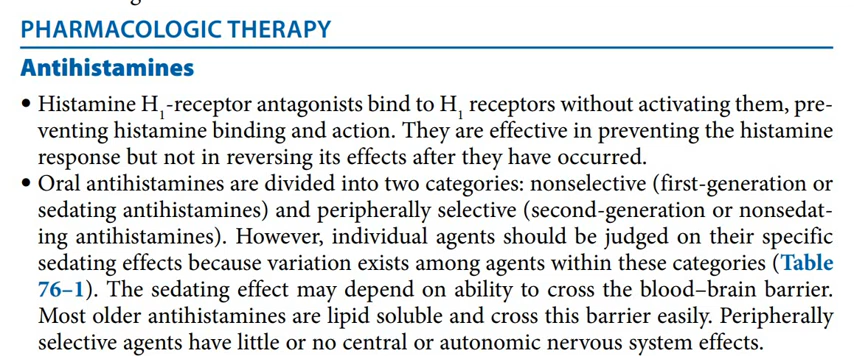 PHARMACOLOGIC THERAPY
Antihistamines
• Histamine H₁-receptor antagonists bind to H₁ receptors without activating them, pre-
venting histamine binding and action. They are effective in preventing the histamine
response but not in reversing its effects after they have occurred.
• Oral antihistamines are divided into two categories: nonselective (first-generation or
sedating antihistamines) and peripherally selective (second-generation or nonsedat-
ing antihistamines). However, individual agents should be judged on their specific
sedating effects because variation exists among agents within these categories (Table
76–1). The sedating effect may depend on ability to cross the blood–brain barrier.
Most older antihistamines are lipid soluble and cross this barrier easily. Peripherally
selective agents have little or no central or autonomic nervous system effects.